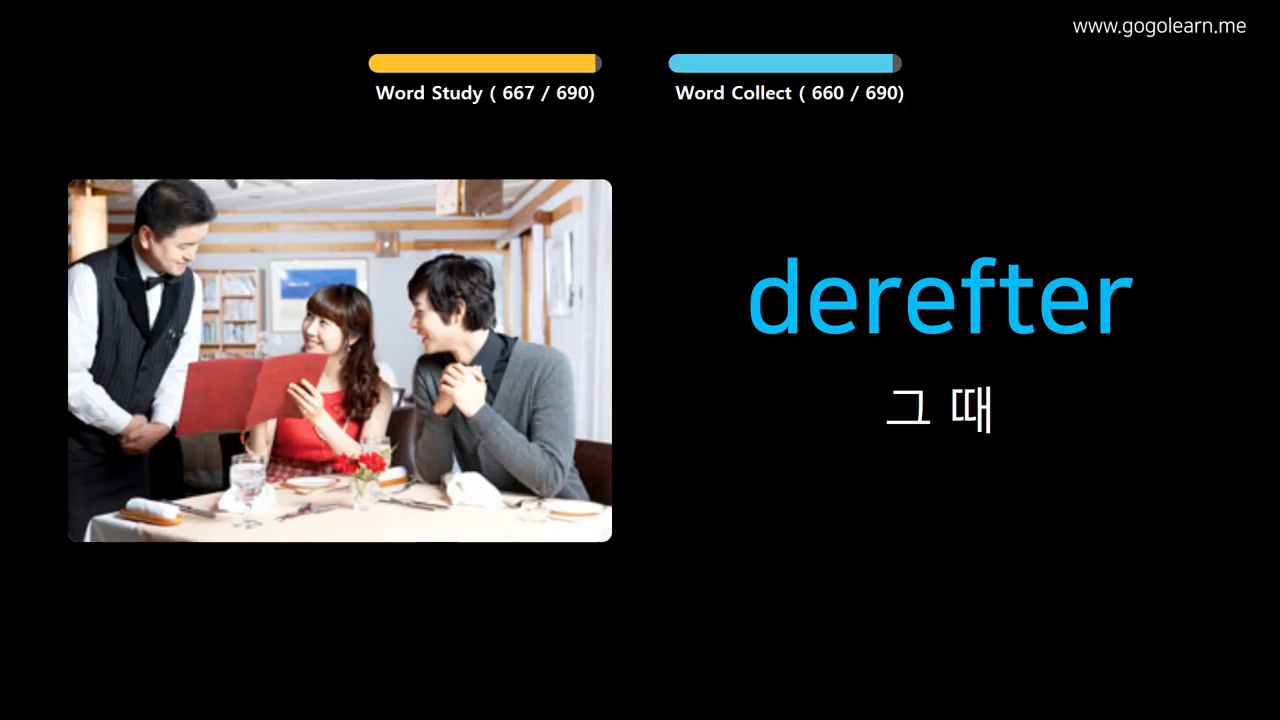 www.gogolearn.me
Word Study ( 667 / 690)
Word Collect ( 660 / 690)
derefter
그 때